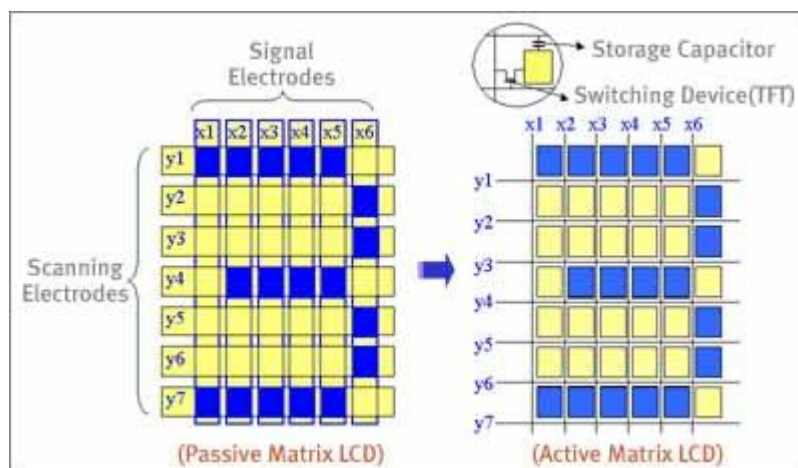 Signal
Electrodes
x1 x2 x3 x4 x5 x6
y1
y2
y3
y4
y5
y6
y7
Scanning
Electrodes
(Passive Matrix LCD)
Storage Capacitor
Switching Device(TFT)
x1 x2 x3 x4 x5 x6
y1
y2
y3
y4
y5
y6
y7
(Active Matrix LCD)